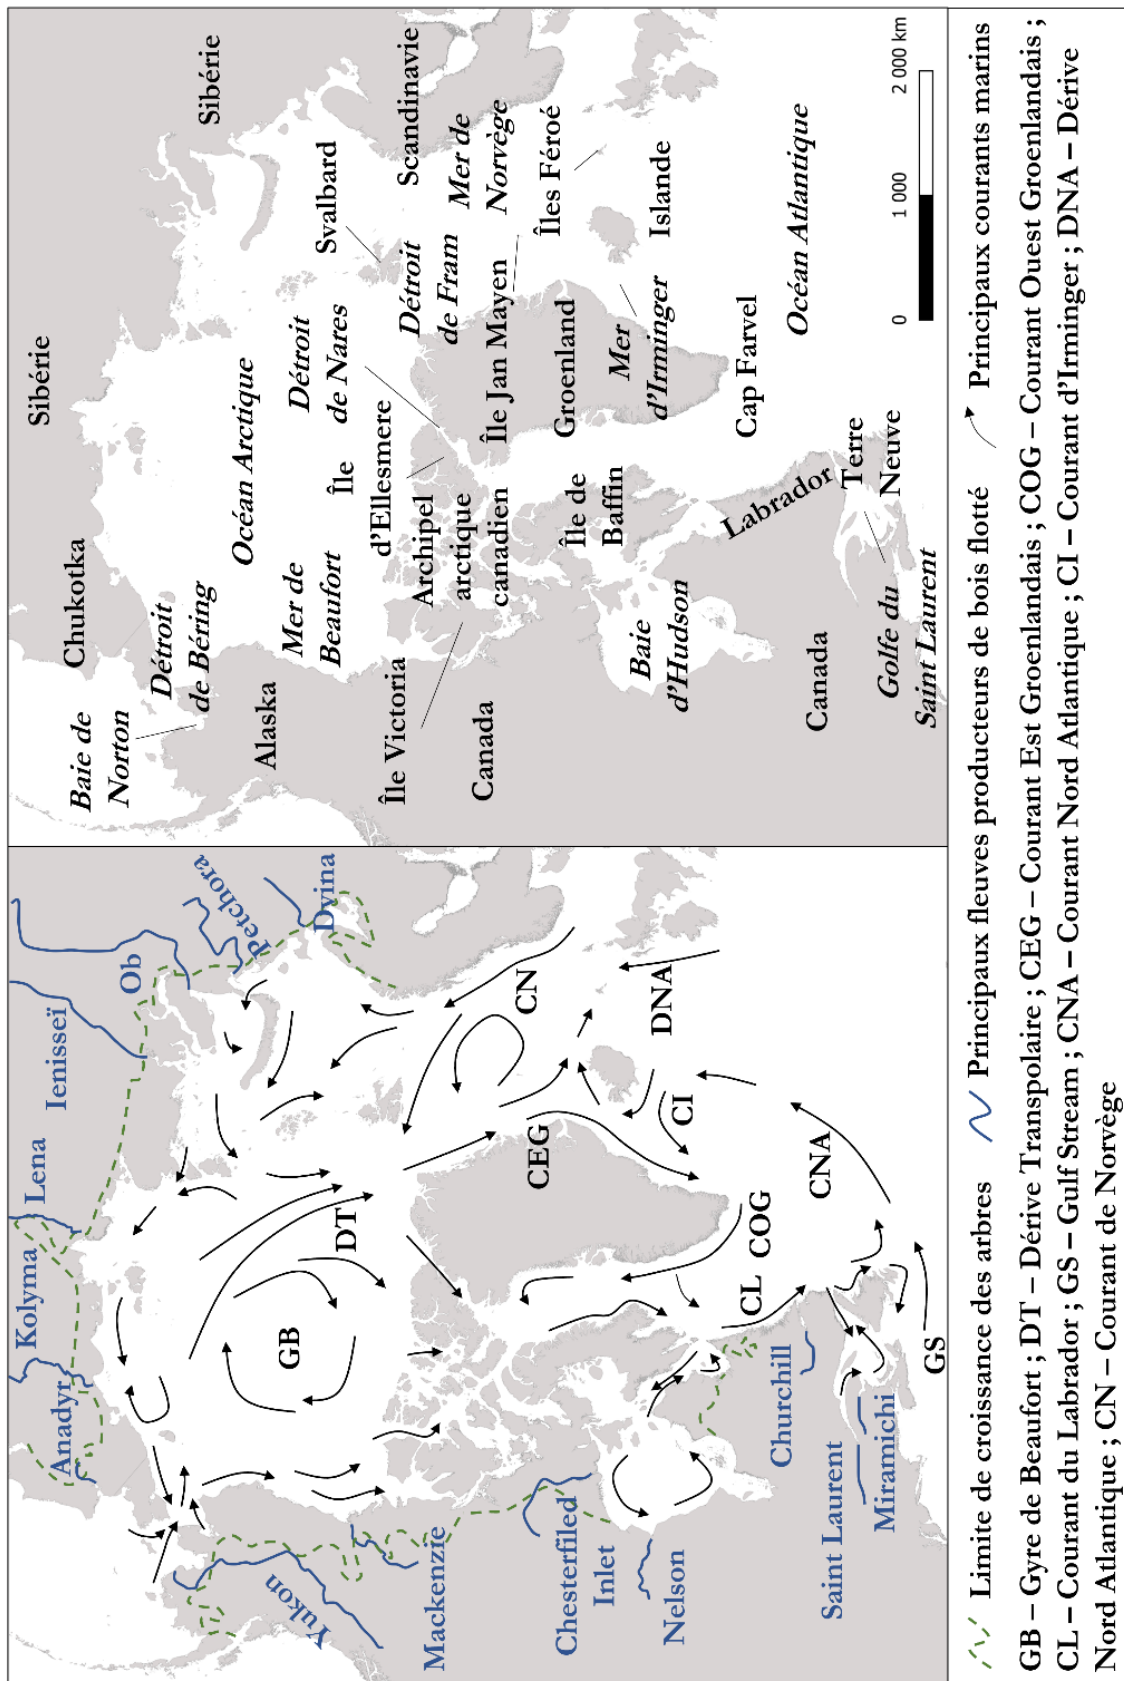 Anadyr
Kolyma
Lena
Ienisseï
Ob
Petchora
Dvina
Yukon
Mackenzie
Chesterfiled
Inlet
Nelson
Saint Laurent
Miramichi
Churchill
GB
DT
CEG
CN
DNA
CI
CNA
COG
CL
GS
Baie de
Norton
Chukotka
Sibérie
Sibérie
Détroit
de Béring
Alaska
Océan Arctique
Mer de
Beaufort
Île
d'Ellesmere
Détroit
de Nares
Svalbard
Scandinavie
Île Victoria
Canada
Archipel
arctique
canadien
Détroit
de Fram
Mer de
Norvège
Île Jan Mayen
Îles Féroé
Groenland
Île de
Baffin
Baie
d'Hudson
Mer
d'Irminger
Islande
Labrador
Cap Farvel
Océan Atlantique
Canada
Terre
Neuve
Golfe du
Saint Laurent
0 1 000 2 000 km
Limite de croissance des arbres Principaux fleuves producteurs de bois flotté Principaux courants marins
GB – Gyre de Beaufort ; DT – Dérive Transpolaire ; CEG – Courant Est Groenlandais ; COG – Courant Ouest Groenlandais ;
CL – Courant du Labrador ; GS – Gulf Stream ; CNA – Courant Nord Atlantique ; CI – Courant d'Irminger ; DNA – Dérive
Nord Atlantique ; CN – Courant de Norvège